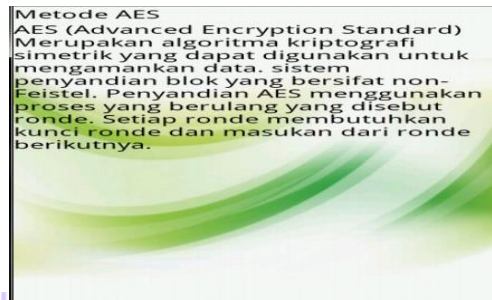 Metode AES
AES (Advanced Encryption Standard)
Merupakan algoritma kriptografi
simetrik yang dapat digunakan untuk
mengamankan data. sistem
penyandian blok yang bersifat non-
Feistel. Penyandian AES menggunakan
proses yang berulang yang disebut
ronde. Setiap ronde membutuhkan
kunci ronde dan masukan dari ronde
berikutnya.